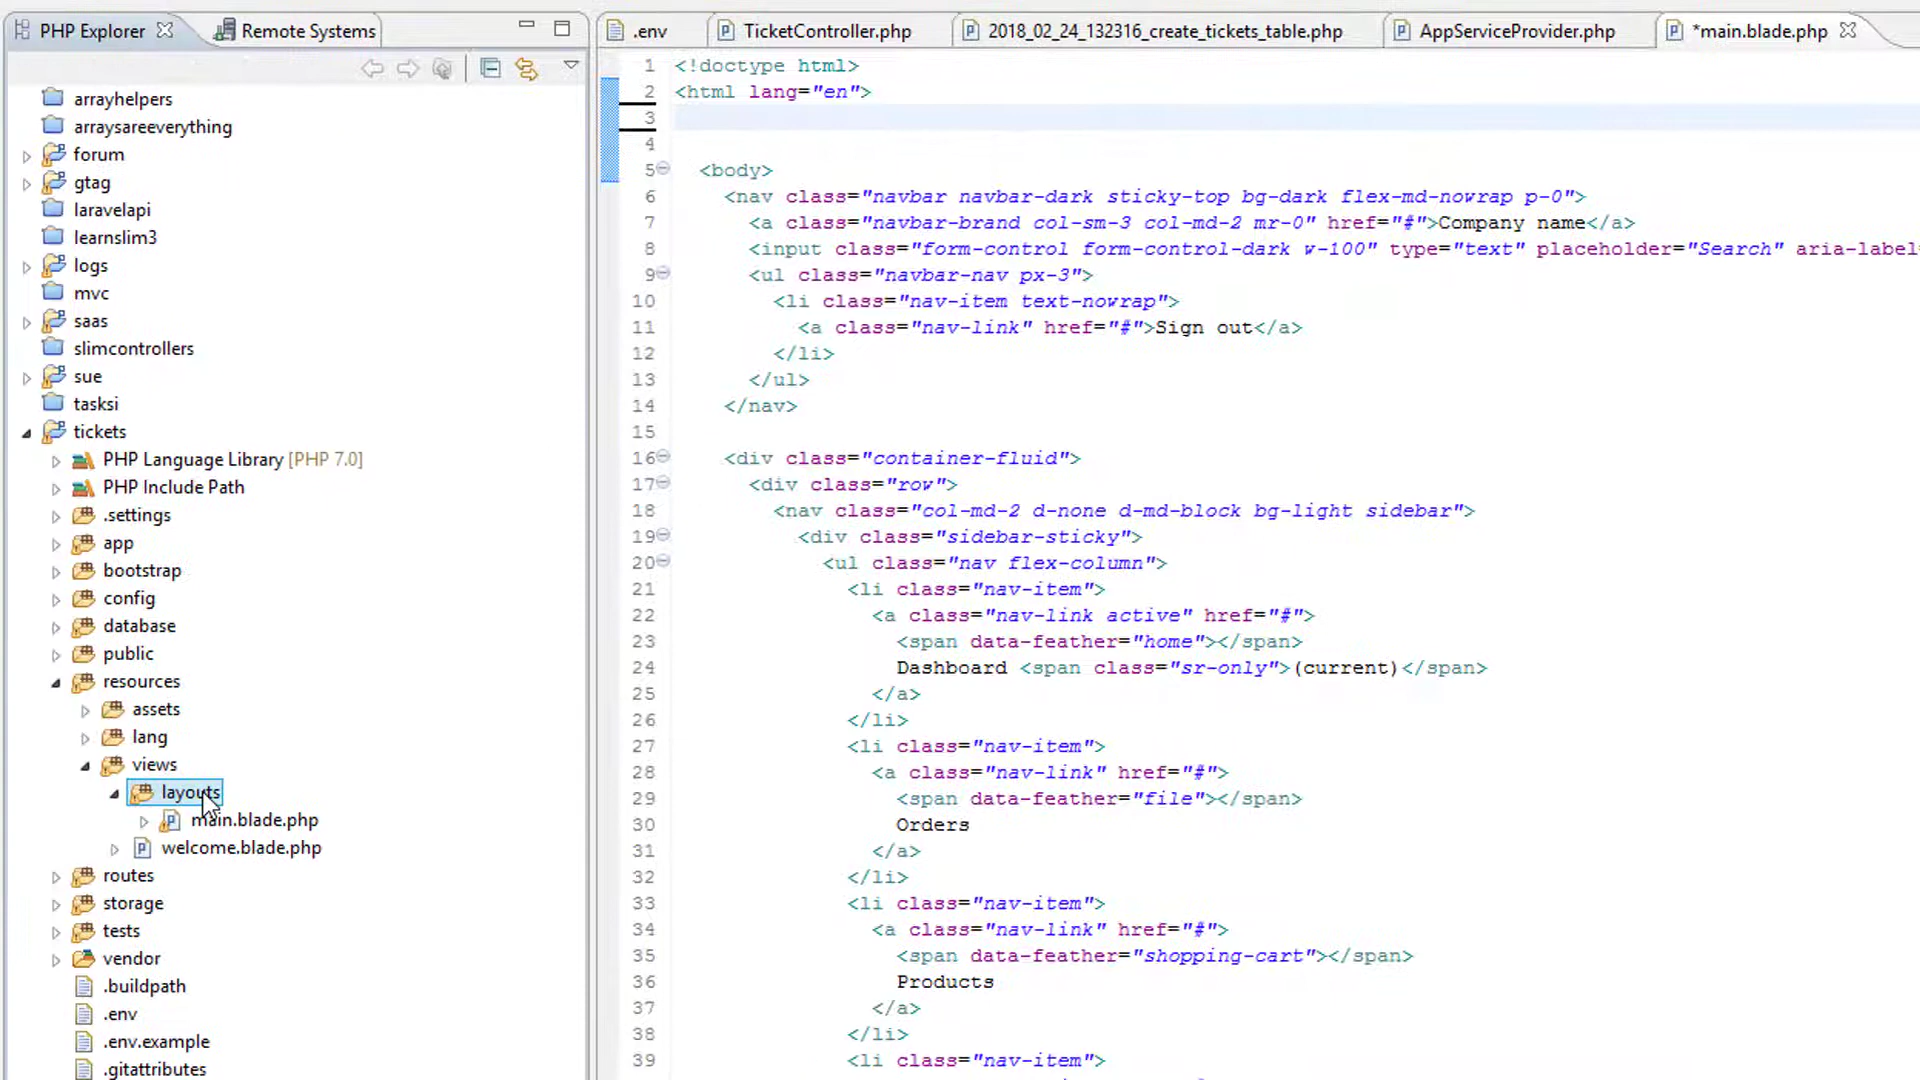 PHP Explorer
Remote Systems
.env
TicketController.php
2018_02_24_132316_create_tickets_table.php
AppServiceProvider.php
*main.blade.php
arrayhelpers
arraysareeverything
forum
gtag
laravelapi
learnslim3
logs
mvc
saas
slimcontrollers
sue
tasksi
tickets
PHP Language Library [PHP 7.0]
PHP Include Path
.settings
app
bootstrap
config
database
public
resources
assets
lang
views
layouts
main.blade.php
welcome.blade.php
routes
storage
tests
vendor
.buildpath
.env
.env.example
.gitattributes
1 <!doctype html>
2 <html lang="en">
3
4
5 <body>
6 <nav class="navbar navbar-dark sticky-top bg-dark flex-md-nowrap p-0">
7 <a class="navbar-brand col-sm-3 col-md-2 mr-0" href="#">Company name</a>
8 <input class="form-control form-control-dark w-100" type="text" placeholder="Search" aria-label
9 <ul class="navbar-nav px-3">
10 <li class="nav-item text-nowrap">
11 <a class="nav-link" href="#">Sign out</a>
12 </li>
13 </ul>
14 </nav>
15
16 <div class="container-fluid">
17 <div class="row">
18 <nav class="col-md-2 d-none d-md-block bg-light sidebar">
19 <div class="sidebar-sticky">
20 <ul class="nav flex-column">
21 <li class="nav-item">
22 <a class="nav-link active" href="#">
23 <span data-feather="home"></span>
24 Dashboard <span class="sr-only">(current)</span>
25 </a>
26 </li>
27 <li class="nav-item">
28 <a class="nav-link" href="#">
29 <span data-feather="file"></span>
30 Orders
31 </a>
32 </li>
33 <li class="nav-item">
34 <a class="nav-link" href="#">
35 <span data-feather="shopping-cart"></span>
36 Products
37 </a>
38 </li>
39 <li class="nav-item">